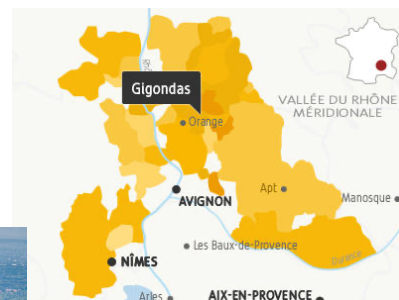 Gigondas
VALLÉE DU RHÔNE
MÉRIDIONALE
Orange
Apt
Manosque
AVIGNON
Les Baux-de-Provence
Durance
NÎMES
Arles
AIX-EN-PROVENCE